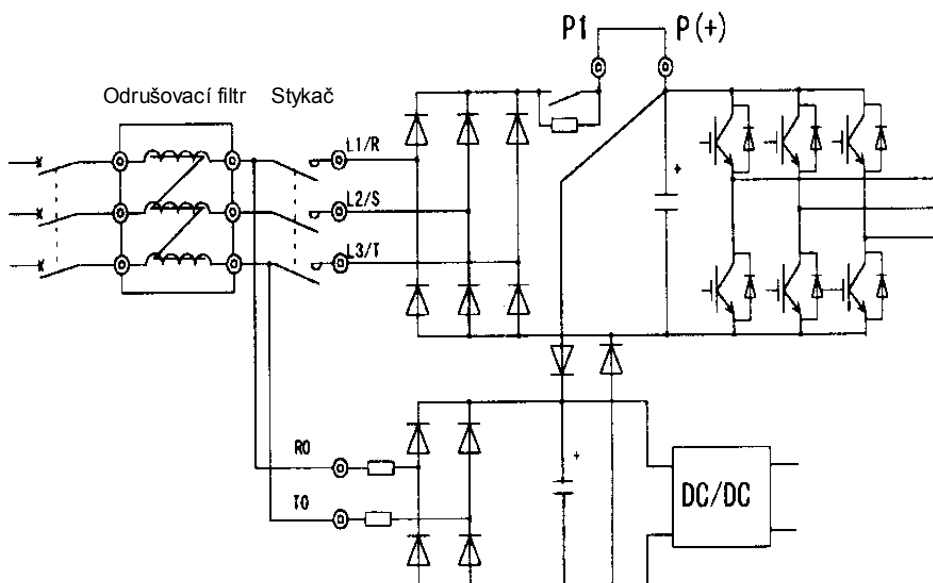 P1 P(+)
Odrušovací filtr Stykač
L1/R
L2/S
L3/T
+
R0
T0
+
DC/DC